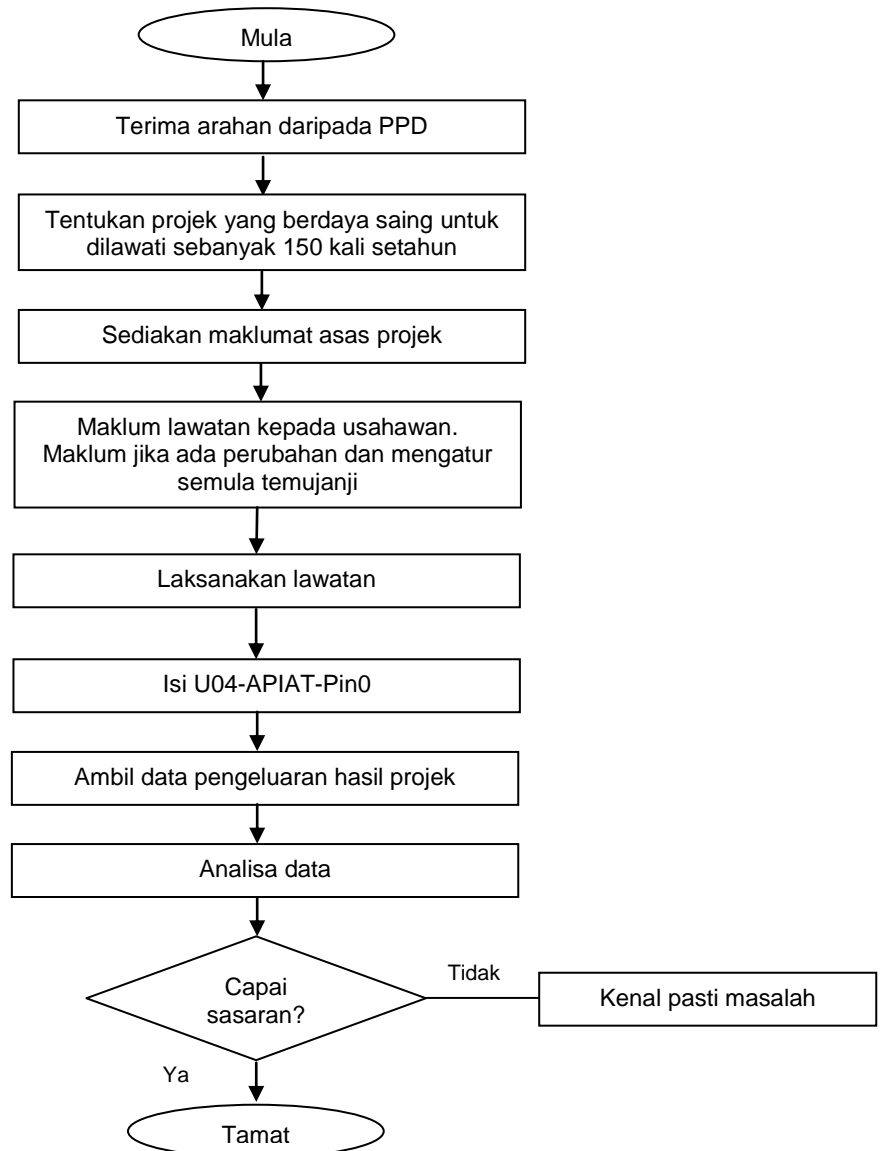 Mula
Terima arahan daripada PPD
Tentukan projek yang berdaya saing untuk
dilawati sebanyak 150 kali setahun
Sediakan maklumat asas projek
Maklum lawatan kepada usahawan.
Maklum jika ada perubahan dan mengatur
semula temujanji
Laksanakan lawatan
Isi U04-APIAT-Pin0
Ambil data pengeluaran hasil projek
Analisa data
Capai
sasaran?
Tidak
Kenal pasti masalah
Ya
Tamat